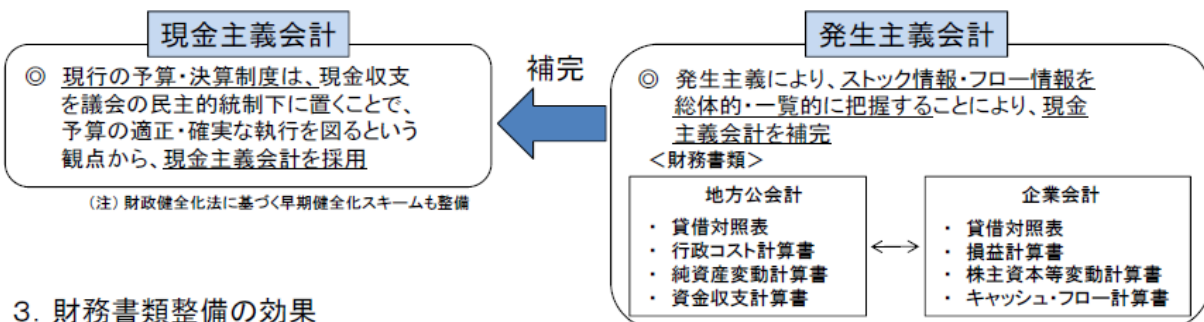 現金主義会計
◎ 現行の予算・決算制度は、現金収支
を議会の民主的統制下に置くことで、
予算の適正・確実な執行を図るという
観点から、現金主義会計を採用
(注) 財政健全化法に基づく早期健全化スキームも整備
補完
発生主義会計
◎ 発生主義により、ストック情報・フロー情報を
総体的・一覧的に把握することにより、現金
主義会計を補完
＜財務書類＞
地方公会計
・ 貸借対照表
・ 行政コスト計算書
・ 純資産変動計算書
・ 資金収支計算書
企業会計
・ 貸借対照表
・ 損益計算書
・ 株主資本等変動計算書
・ キャッシュ・フロー計算書
3．財務書類整備の効果